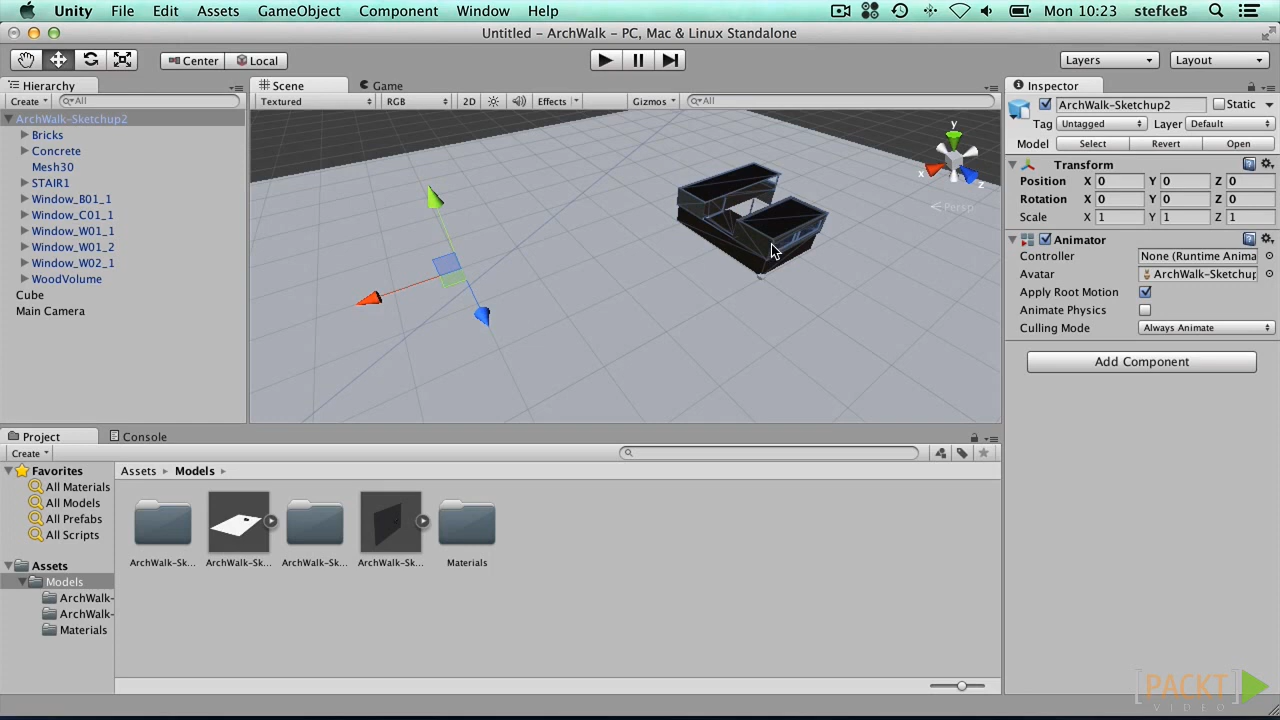 Unity File Edit Assets GameObject Component Window Help Mon 10:23 stefkeB
Untitled - ArchWalk - PC, Mac & Linux Standalone
Center Local Layers Layout
Hierarchy Scene Game Inspector
Create All Textured RGB 2D Effects Gizmos All
ArchWalk-Sketchup2 ArchWalk-Sketchup2 Static
Bricks Tag Untagged Layer Default
Concrete Model Select Revert Open
Mesh30 Transform
STAIR1 Position X 0 Y 0 Z 0
Window_B01_1 Rotation X 0 Y 0 Z 0
Window_C01_1 Scale X 1 Y 1 Z 1
Window_W01_1 Animator
Window_W01_2 Controller None (Runtime Anima
Window_W02_1 Avatar ArchWalk-Sketchup
WoodVolume Apply Root Motion
Cube Animate Physics
Main Camera Culling Mode Always Animate
y
x
z
Persp
Add Component
Project Console
Create
Favorites Assets Models
All Materials
All Models
All Prefabs
All Scripts
ArchWalk-Sk... ArchWalk-Sk... ArchWalk-Sk... ArchWalk-Sk... Materials
Assets
Models
ArchWalk-
ArchWalk-
Materials
PACKT
VIDEO